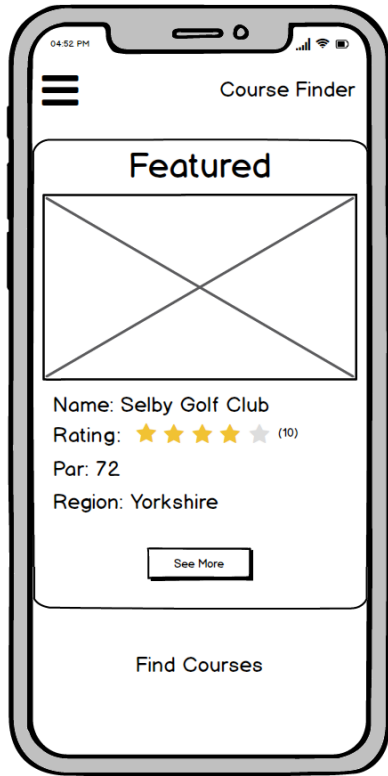 04:52 PM
Course Finder
Featured
Name: Selby Golf Club
Rating: (10)
Par: 72
Region: Yorkshire
See More
Find Courses